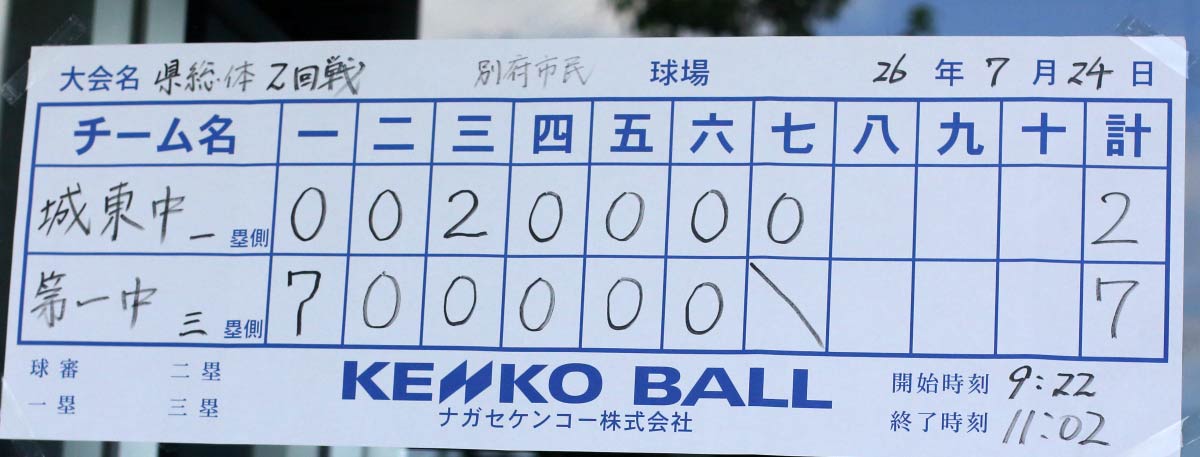 大会名 県総体 2回戦 別府市民 球場 26 年 7 月 24 日
チーム名 一 二 三 四 五 六 七 八 九 十 計
城東中 一 塁側 0 0 2 0 0 0 0 2
第一中 三 塁側 7 0 0 0 0 0 \ 7
球審 二塁 KENKO BALL 開始時刻 9:22
一塁 三塁 ナガセケンコー株式会社 終了時刻 11:02